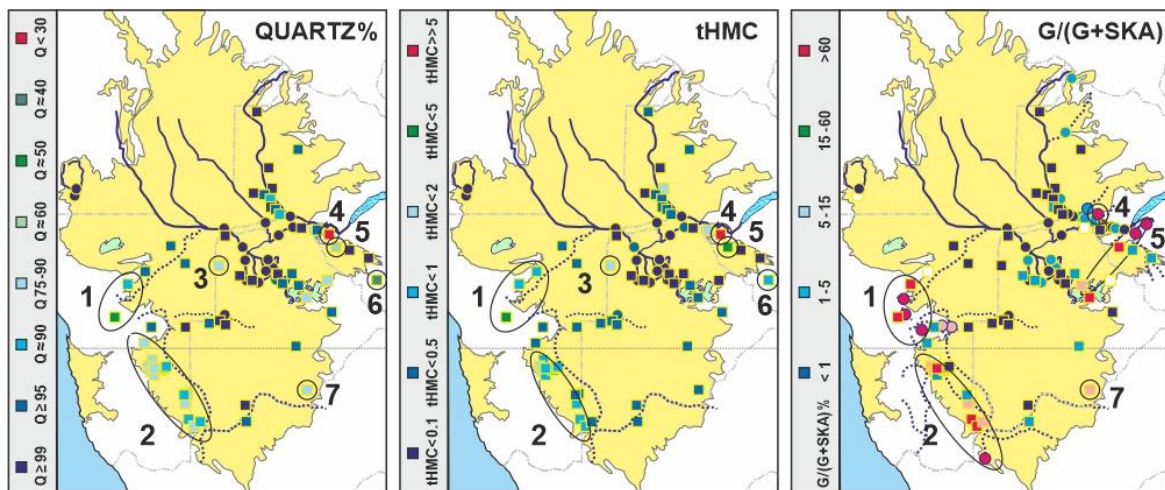 QUARTZ%
Q < 30
Q ≈ 40
Q ≈ 50
Q ≈ 60
Q 75-90
Q ≈ 90
Q ≥ 95
Q ≥ 99
1
2
3
4
5
6
7
tHMC
tHMC>>5
tHMC<5
tHMC<2
tHMC<1
tHMC<0.5
tHMC<0.1
1
2
3
4
5
6
7
G/(G+SKA)
>60
15-60
5 - 15
1-5
< 1
G/(G+SKA)%
1
2
4
5
7